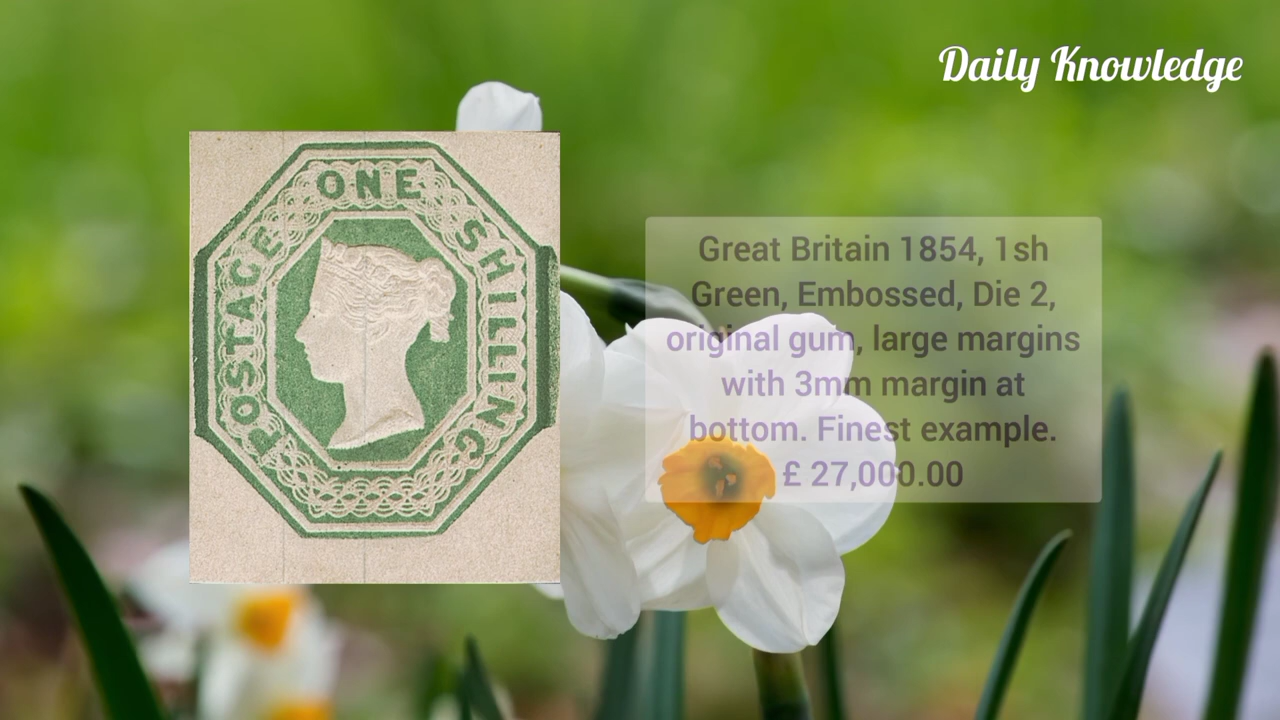 Daily Knowledge
ONE SHILLING
POSTAGE
Great Britain 1854, 1sh
Green, Embossed, Die 2,
original gum, large margins
with 3mm margin at
bottom. Finest example.
£ 27,000.00